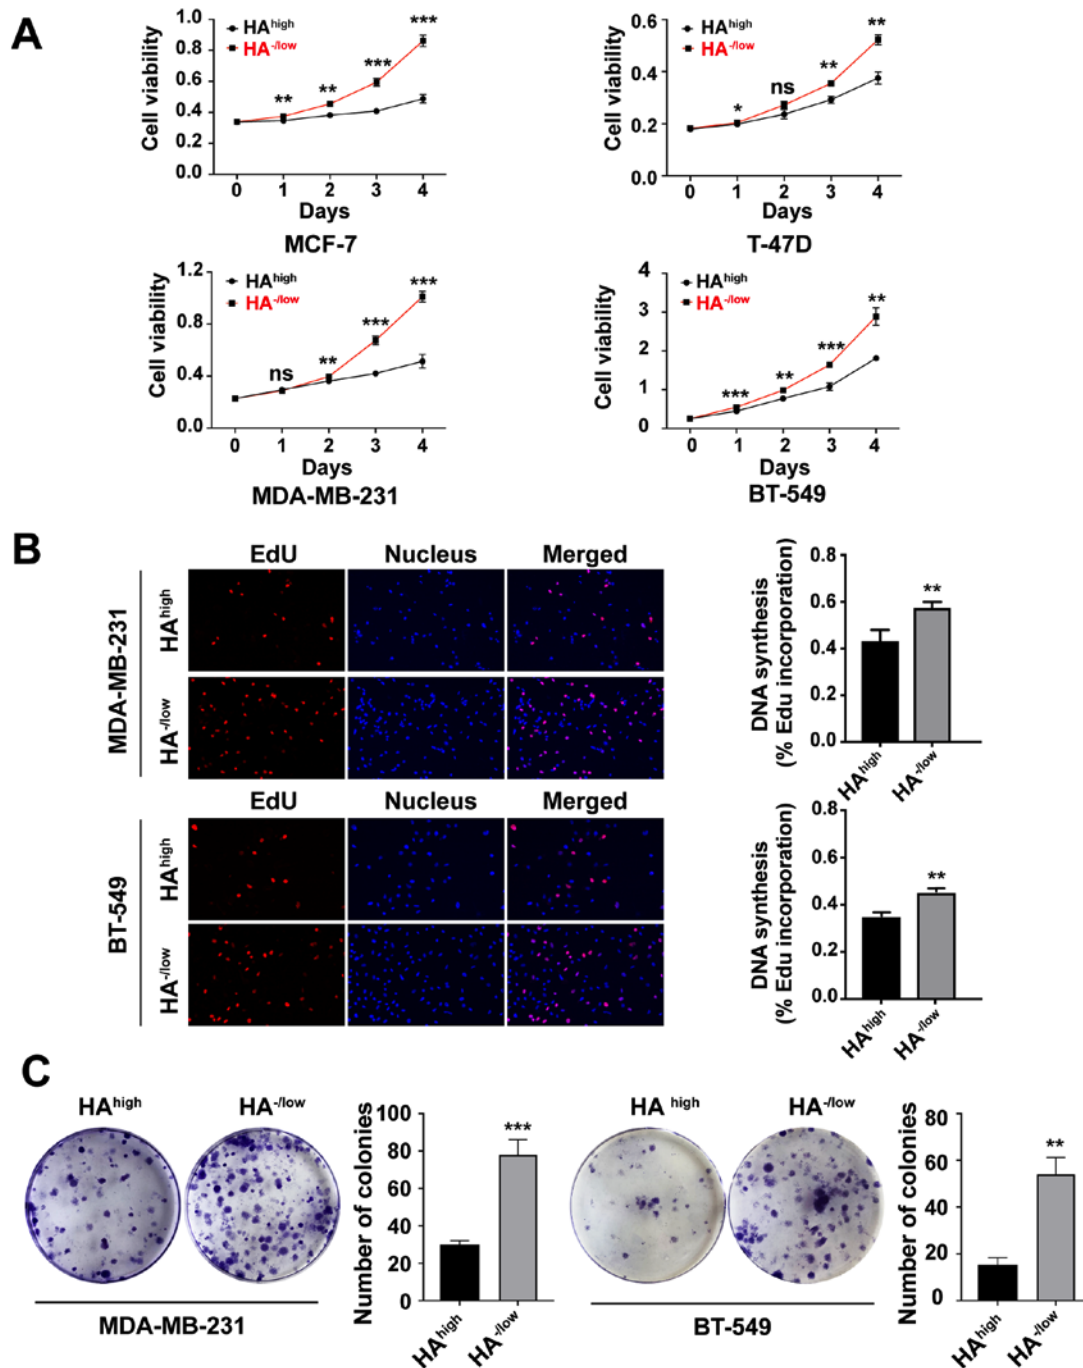 A
HAhigh
HA-/low
Cell viability
1.0
0.8
0.6
0.4
0.2
0.0
** ** *** ***
0 1 2 3 4
Days
MCF-7
HAhigh
HA-/low
Cell viability
0.6
0.4
0.2
0.0
* ns ** **
0 1 2 3 4
Days
T-47D
HAhigh
HA-/low
Cell viability
1.2
0.8
0.4
0.0
ns ** *** ***
0 1 2 3 4
Days
MDA-MB-231
HAhigh
HA-/low
Cell viability
4
3
2
1
0
*** ** *** **
0 1 2 3 4
Days
BT-549
B
EdU Nucleus Merged
MDA-MB-231
HAhigh
HA-/low
DNA synthesis
(% Edu incorporation)
0.8
0.6
0.4
0.2
0.0
**
HAhigh HA-/low
EdU Nucleus Merged
BT-549
HAhigh
HA-/low
DNA synthesis
(% Edu incorporation)
0.8
0.6
0.4
0.2
0.0
**
HAhigh HA-/low
C
HAhigh HA-/low
MDA-MB-231
Number of colonies
100
80
60
40
20
0
***
HAhigh HA-/low
HA high HA-/low
BT-549
Number of colonies
80
60
40
20
0
**
HAhigh HA-/low